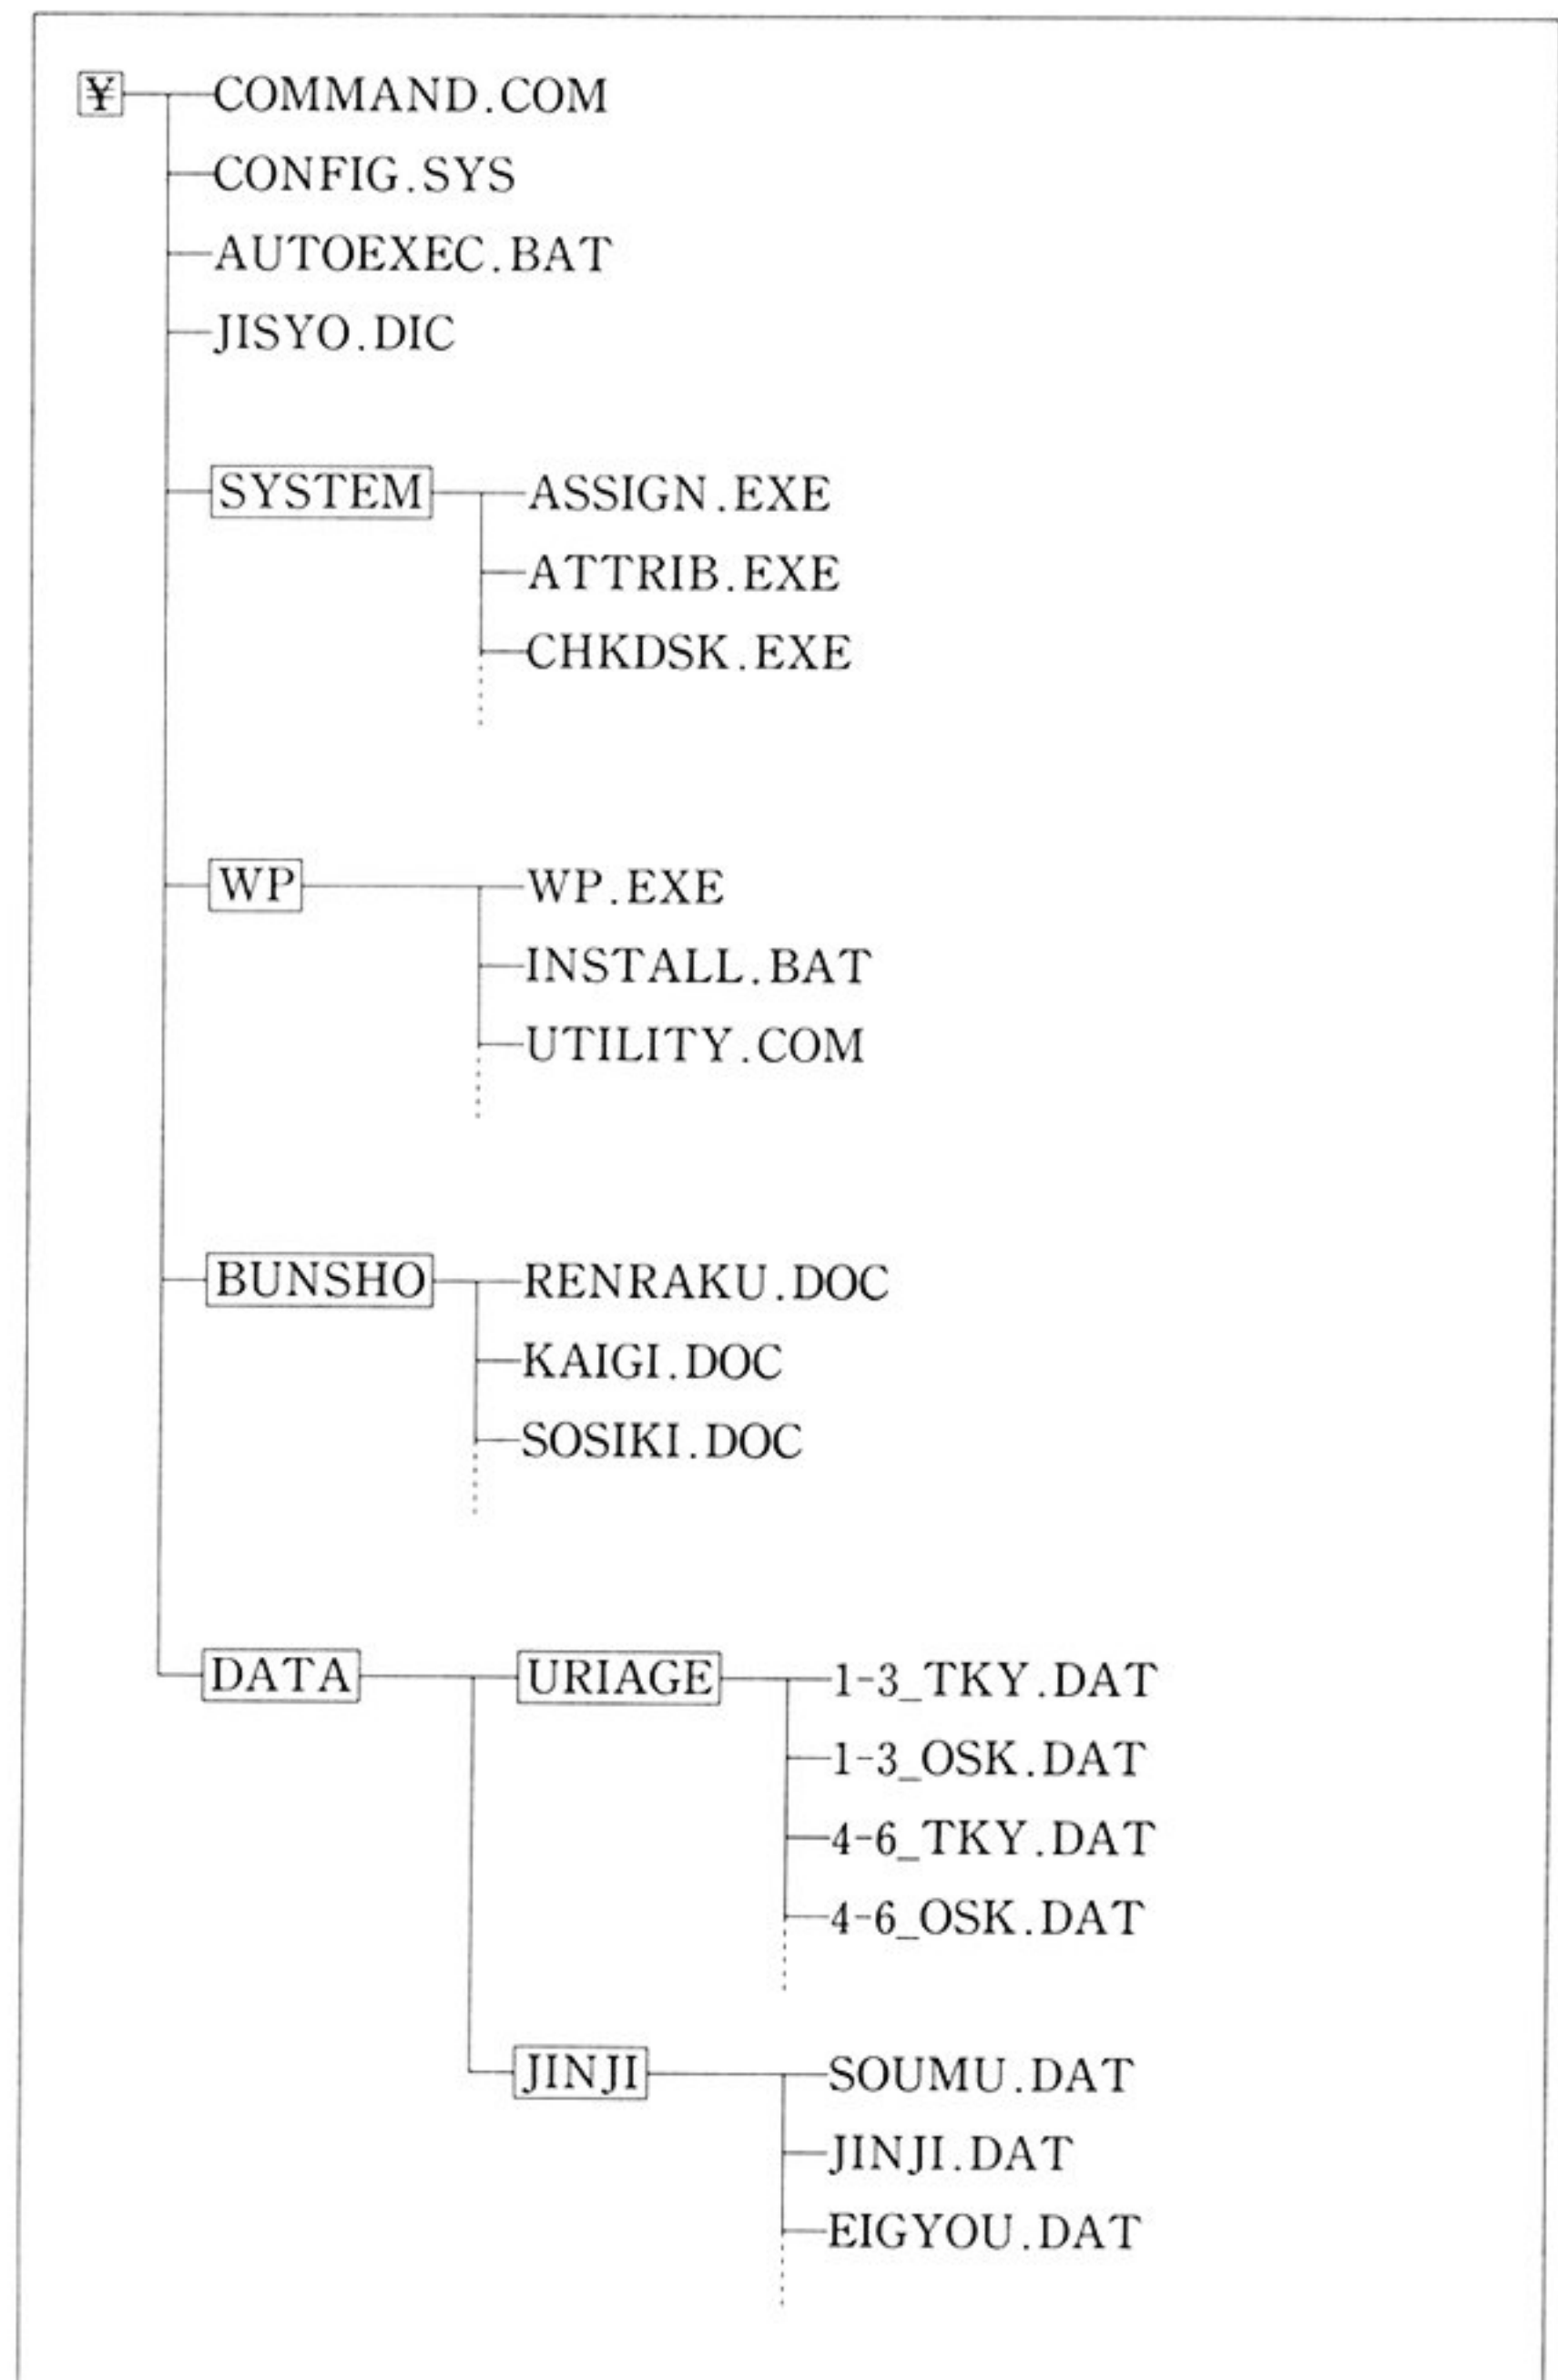 ¥ COMMAND.COM
CONFIG.SYS
AUTOEXEC.BAT
JISYO.DIC
SYSTEM ASSIGN.EXE
ATTRIB.EXE
CHKDSK.EXE
WP WP.EXE
INSTALL.BAT
UTILITY.COM
BUNSHO RENRAKU.DOC
KAIGI.DOC
SOSIKI.DOC
DATA URIAGE 1-3_TKY.DAT
1-3_OSK.DAT
4-6_TKY.DAT
4-6_OSK.DAT
JINJI SOUMU.DAT
JINJI.DAT
EIGYOU.DAT